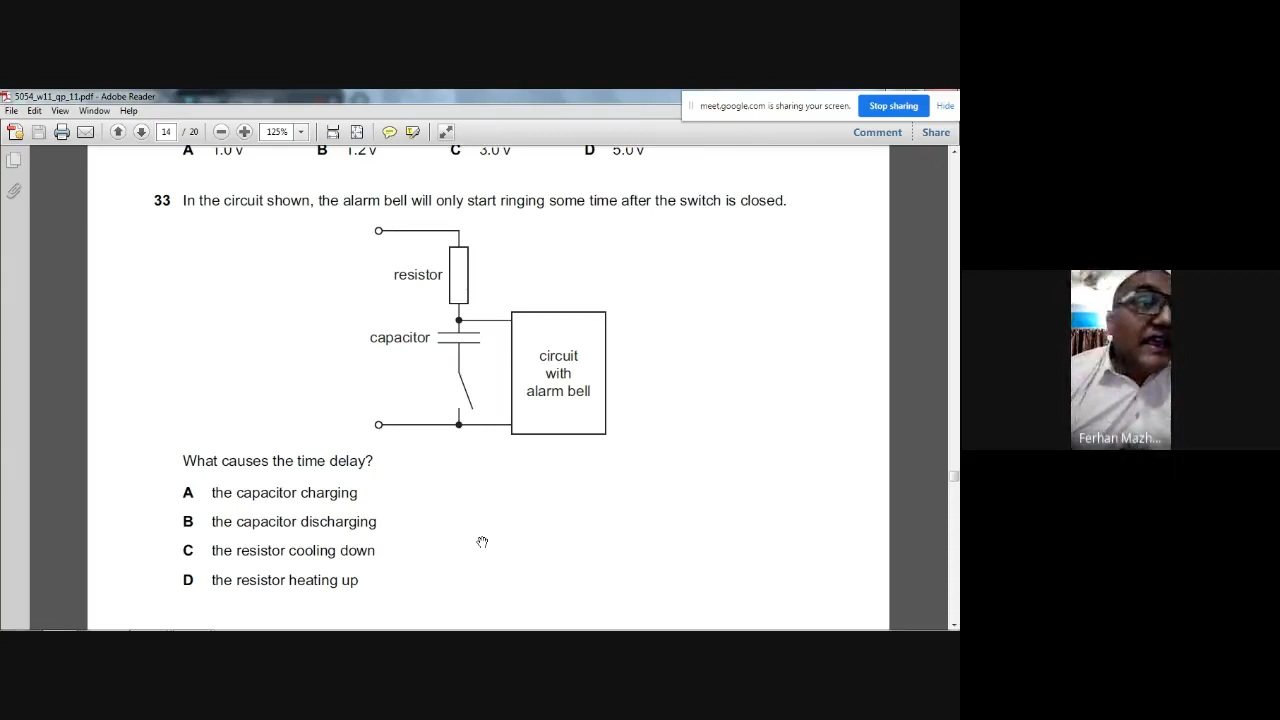 5054_w11_qp_11.pdf - Adobe Reader
File Edit View Window Help
meet.google.com is sharing your screen. Stop sharing Hide
14 / 20 125% Comment Share
A 1.0 V B 1.2 V C 3.0 V D 5.0 V
33 In the circuit shown, the alarm bell will only start ringing some time after the switch is closed.
resistor
capacitor
circuit
with
alarm bell
What causes the time delay?
A the capacitor charging
B the capacitor discharging
C the resistor cooling down
D the resistor heating up
Ferhan Mazh...